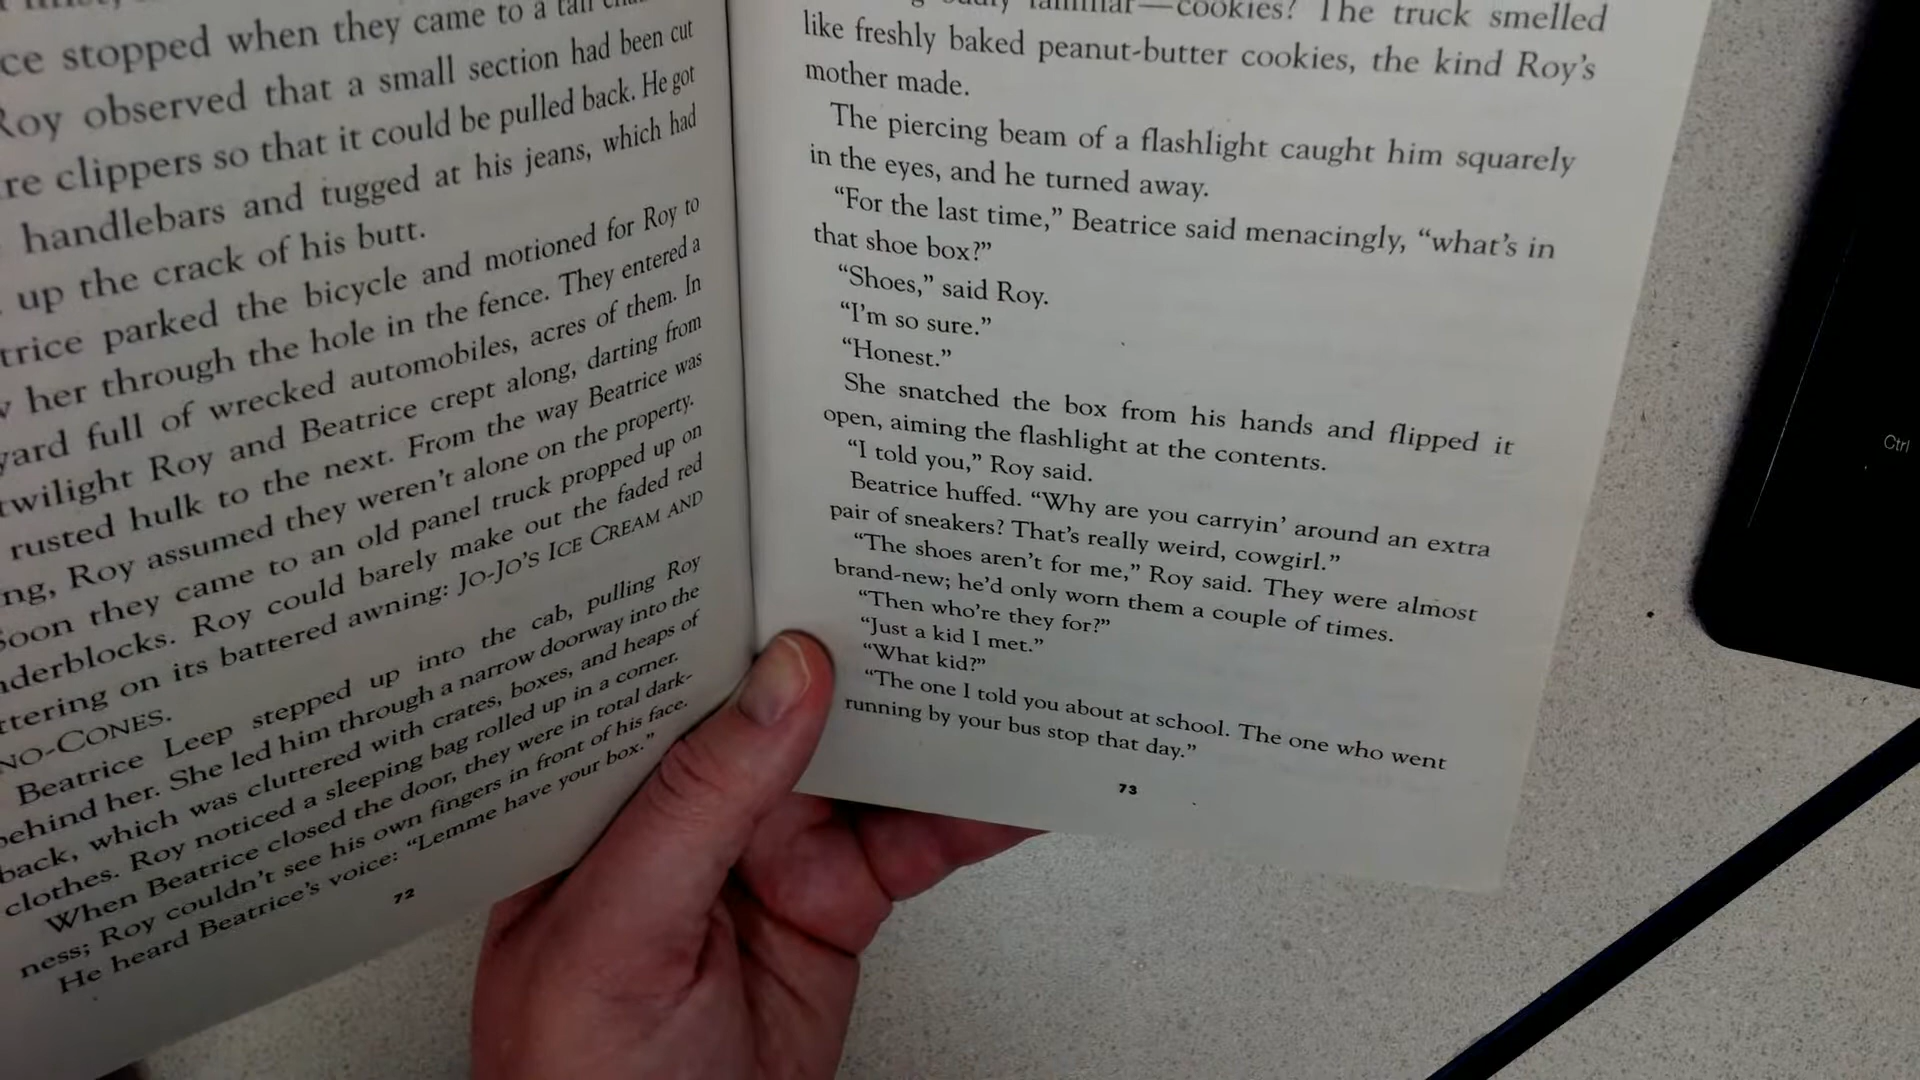 ce stopped when they came to a tall
Roy observed that a small section had been cut
re clippers so that it could be pulled back. He got
handlebars and tugged at his jeans, which had
up the crack of his butt.
trice parked the bicycle and motioned for Roy to
her through the hole in the fence. They entered a
yard full of wrecked automobiles, acres of them. In
twilight Roy and Beatrice crept along, darting from
rusted hulk to the next. From the way Beatrice was
ng, Roy assumed they weren't alone on the property.
Soon they came to an old panel truck propped up on
nderblocks. Roy could barely make out the faded red
ttering on its battered awning: JO-JO'S ICE CREAM AND
NO-CONES.
Beatrice Leep stepped up into the cab, pulling Roy
behind her. She led him through a narrow doorway into the
back, which was cluttered with crates, boxes, and heaps of
clothes. Roy noticed a sleeping bag rolled up in a corner.
When Beatrice closed the door, they were in total dark-
ness; Roy couldn't see his own fingers in front of his face.
He heard Beatrice's voice: “Lemme have your box.”
72
familiar—cookies? The truck smelled
like freshly baked peanut-butter cookies, the kind Roy's
mother made.
The piercing beam of a flashlight caught him squarely
in the eyes, and he turned away.
“For the last time,” Beatrice said menacingly, “what's in
that shoe box?”
“Shoes,” said Roy.
“I'm so sure.”
“Honest.”
She snatched the box from his hands and flipped it
open, aiming the flashlight at the contents.
“I told you,” Roy said.
Beatrice huffed. “Why are you carryin' around an extra
pair of sneakers? That's really weird, cowgirl.”
“The shoes aren't for me,” Roy said. They were almost
brand-new; he'd only worn them a couple of times.
“Then who're they for?”
“Just a kid I met.”
“What kid?”
“The one I told you about at school. The one who went
running by your bus stop that day.”
73
Ctrl